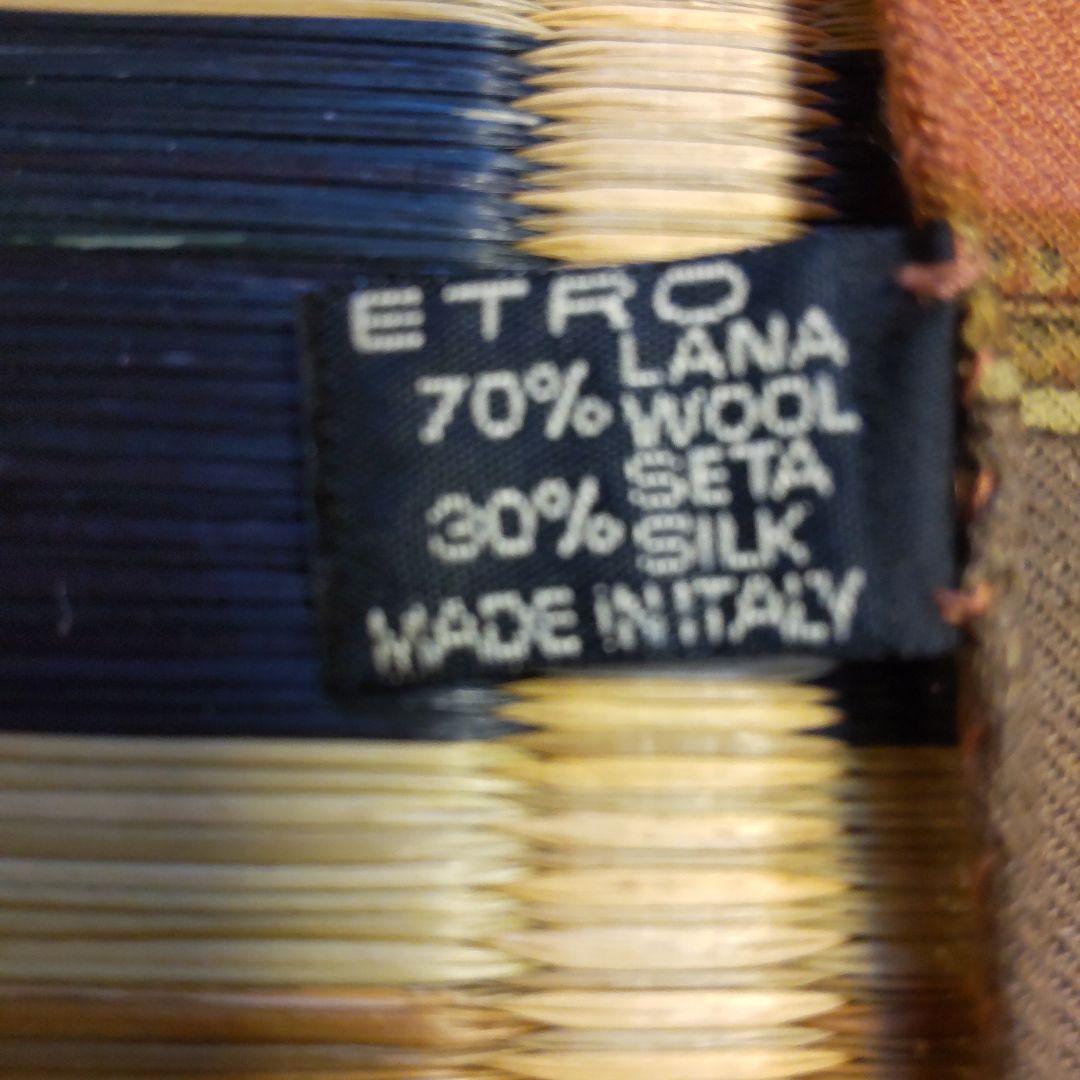 ETRO
70% LANA
WOOL
30% SETA
SILK
MADE IN ITALY